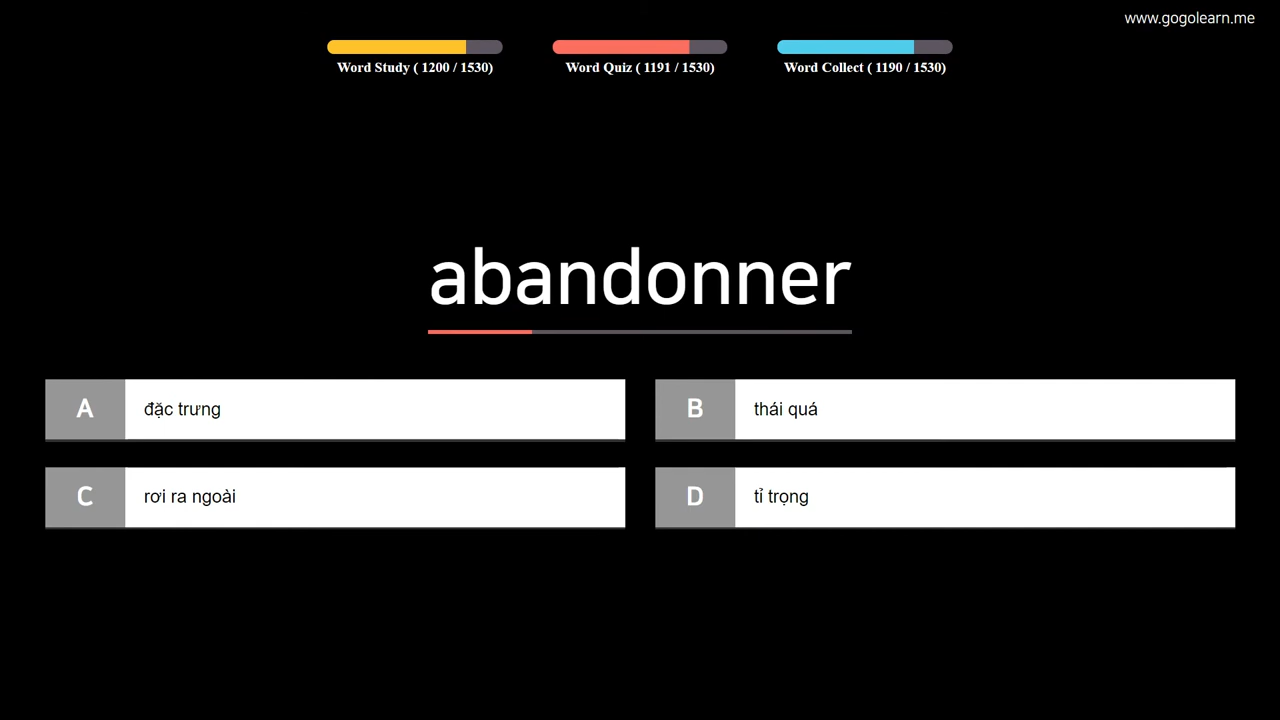 www.gogolearn.me
Word Study ( 1200 / 1530)
Word Quiz ( 1191 / 1530)
Word Collect ( 1190 / 1530)
abandonner
A đặc trưng
B thái quá
C rơi ra ngoài
D tỉ trọng